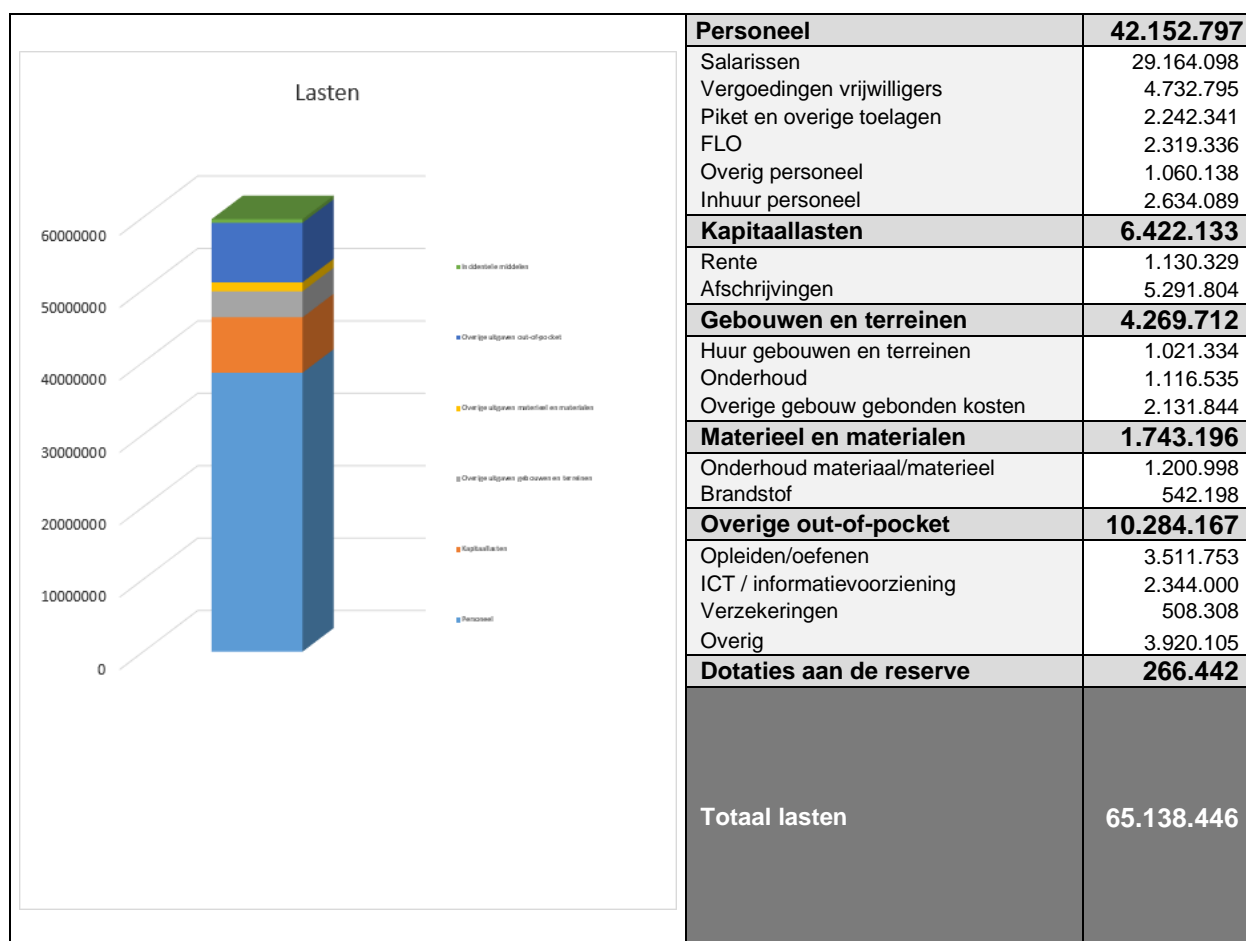 Lasten
60000000
50000000
40000000
30000000
20000000
10000000
0
Incidentele middelen
Overige uitgaven out-of-pocket
Overige uitgaven materieel en materialen
Overige uitgaven gebouwen en terreinen
Kapitaallasten
Personeel
Personeel 42.152.797
Salarissen 29.164.098
Vergoedingen vrijwilligers 4.732.795
Piket en overige toelagen 2.242.341
FLO 2.319.336
Overig personeel 1.060.138
Inhuur personeel 2.634.089
Kapitaallasten 6.422.133
Rente 1.130.329
Afschrijvingen 5.291.804
Gebouwen en terreinen 4.269.712
Huur gebouwen en terreinen 1.021.334
Onderhoud 1.116.535
Overige gebouw gebonden kosten 2.131.844
Materieel en materialen 1.743.196
Onderhoud materiaal/materieel 1.200.998
Brandstof 542.198
Overige out-of-pocket 10.284.167
Opleiden/oefenen 3.511.753
ICT / informatievoorziening 2.344.000
Verzekeringen 508.308
Overig 3.920.105
Dotaties aan de reserve 266.442
Totaal lasten 65.138.446